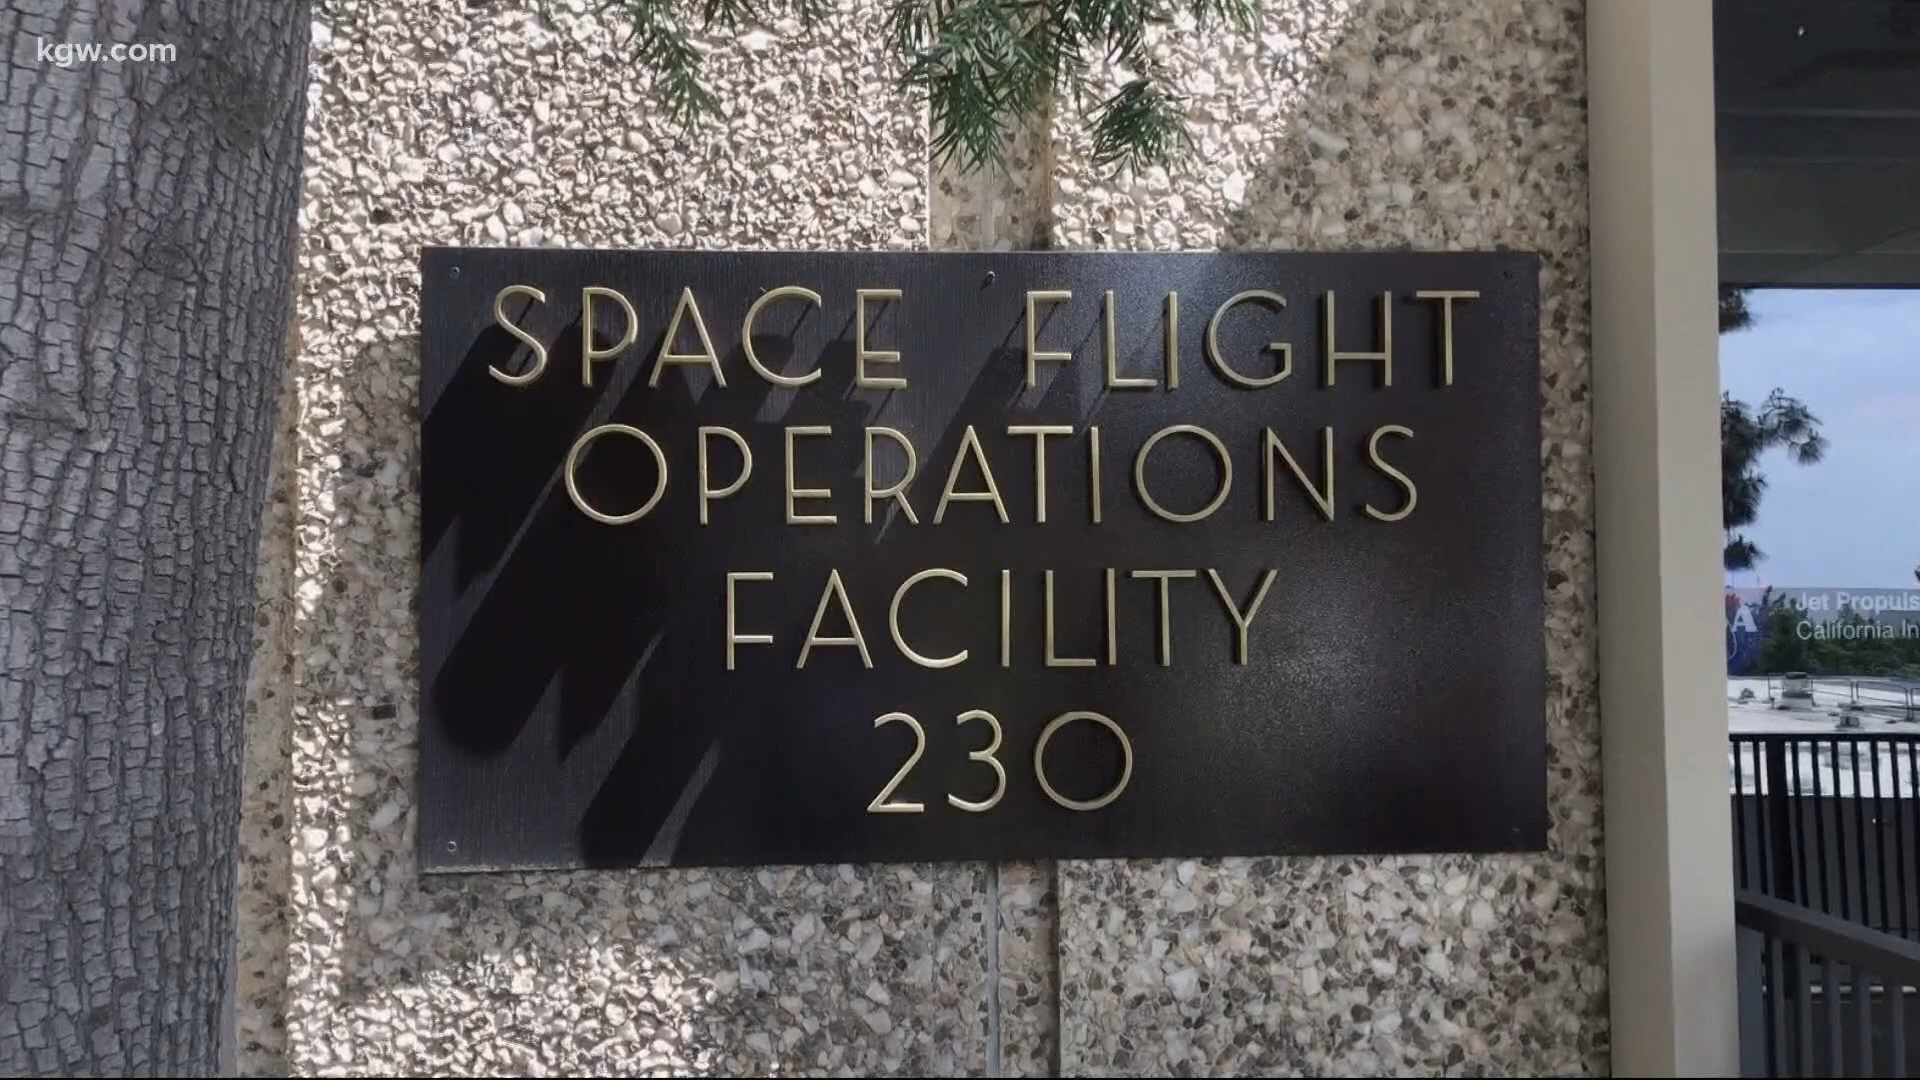 kgw.com
SPACE FLIGHT
OPERATIONS
FACILITY
230
Jet Propuls
California In
A